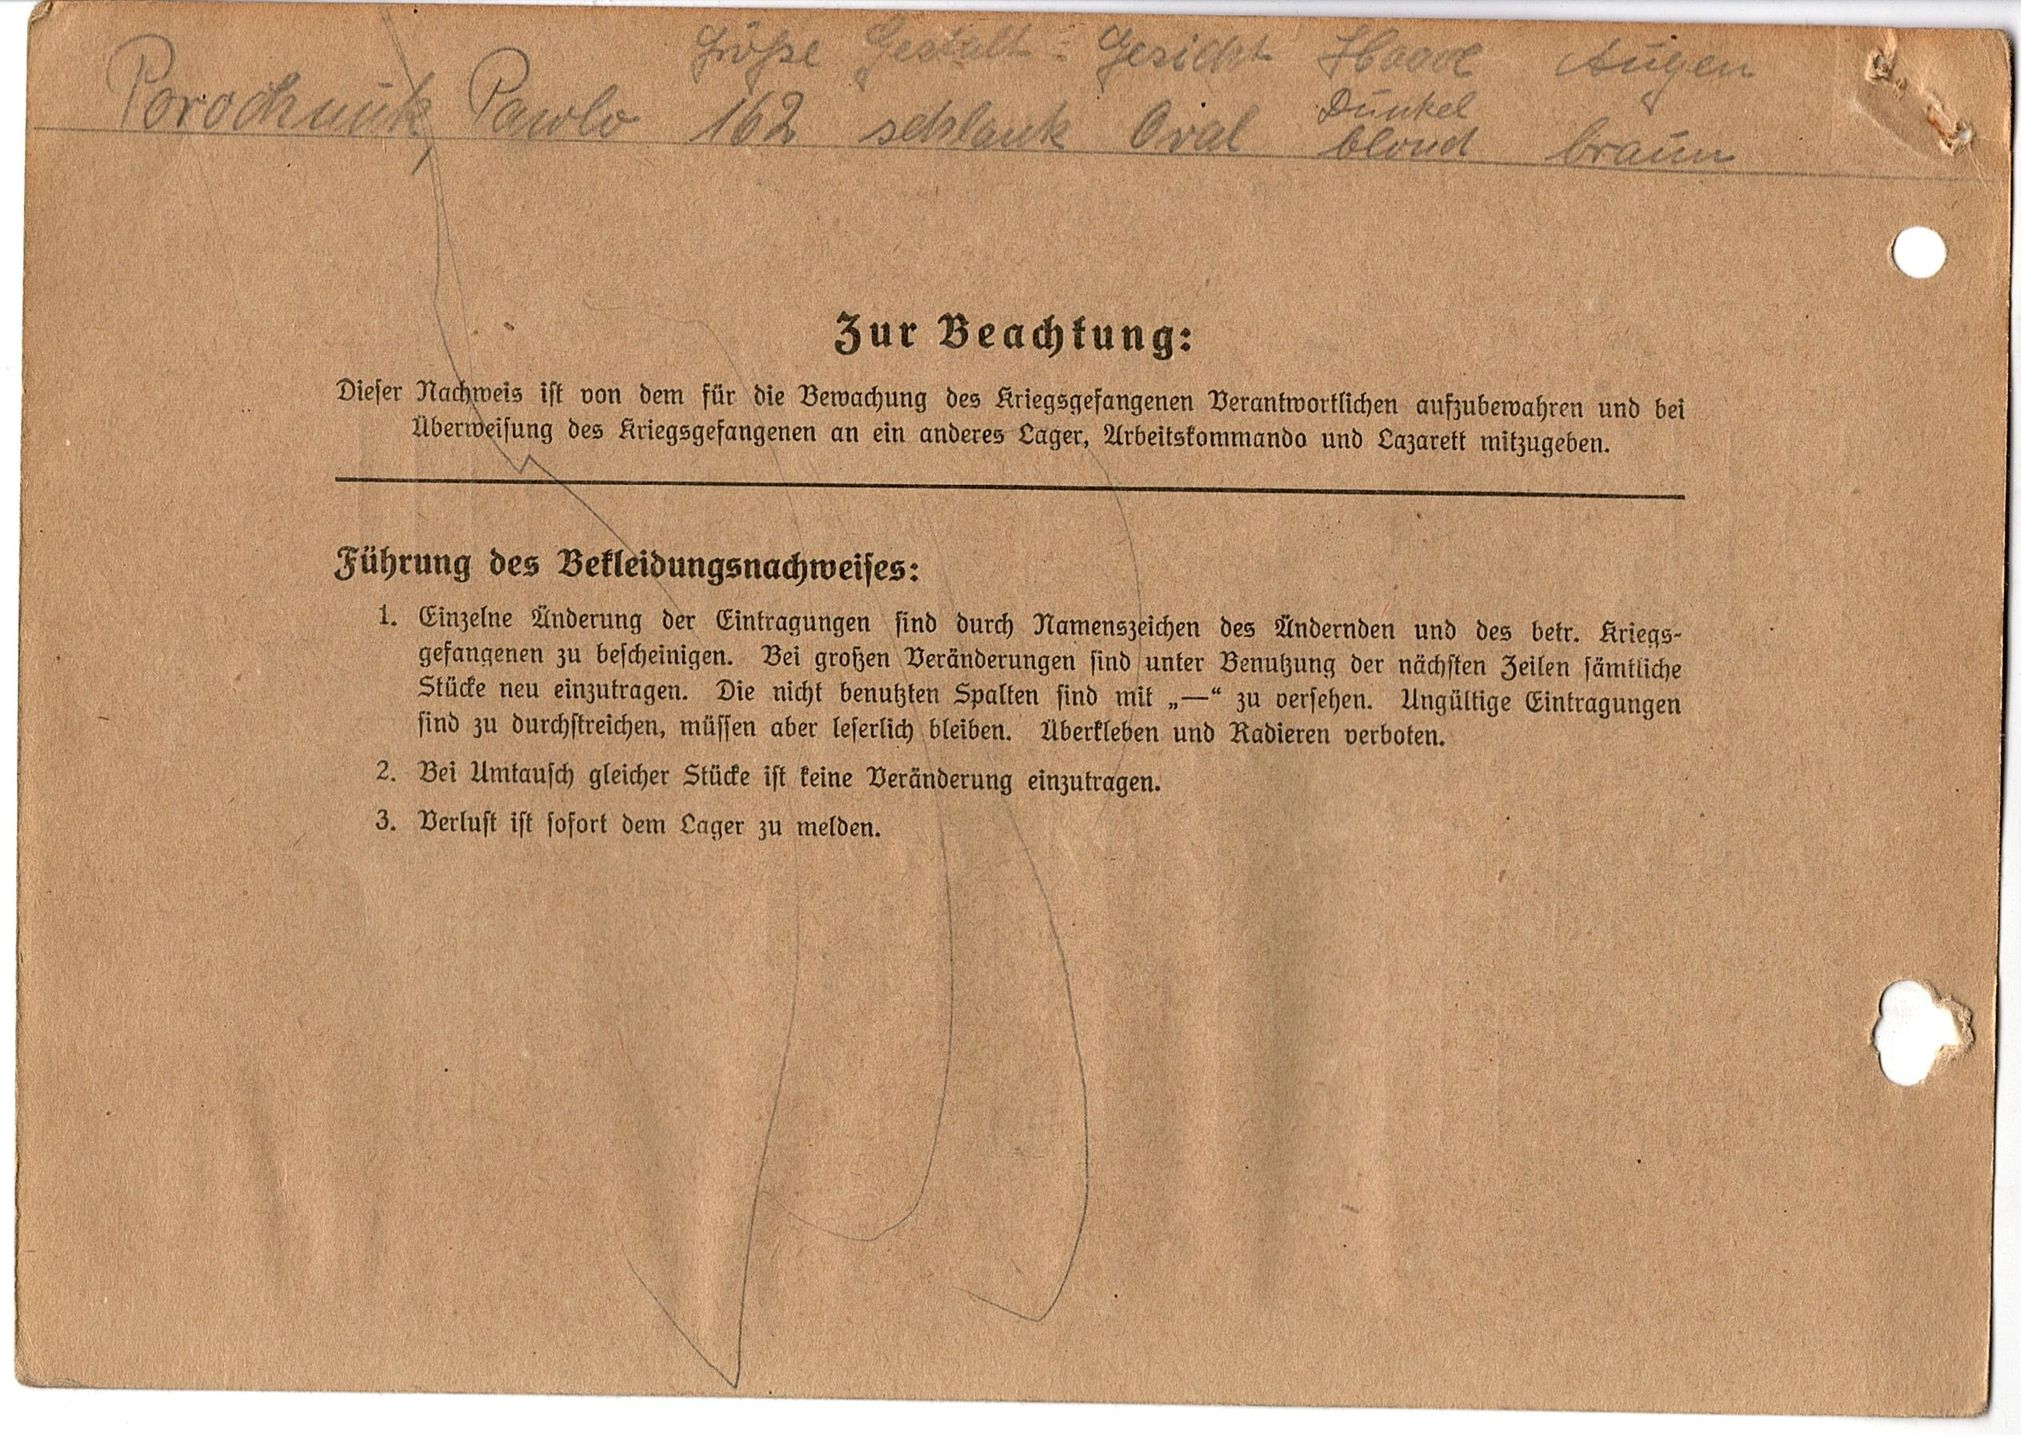 Größe Gestalt Gesicht Haare Augen
Porochnuk, Pawlo 162 schlank Oval Dunkel blond braun
Zur Beachtung:
Dieser Nachweis ist von dem für die Bewachung des Kriegsgefangenen Verantwortlichen aufzubewahren und bei
Überweisung des Kriegsgefangenen an ein anderes Lager, Arbeitskommando und Lazarett mitzugeben.
Führung des Bekleidungsnachweises:
1. Einzelne Änderung der Eintragungen sind durch Namenszeichen des Ändernden und des betr. Kriegs-
gefangenen zu bescheinigen. Bei großen Veränderungen sind unter Benutzung der nächsten Zeilen sämtliche
Stücke neu einzutragen. Die nicht benutzten Spalten sind mit „—“ zu versehen. Ungültige Eintragungen
sind zu durchstreichen, müssen aber leserlich bleiben. Überkleben und Radieren verboten.
2. Bei Umtausch gleicher Stücke ist keine Veränderung einzutragen.
3. Verlust ist sofort dem Lager zu melden.